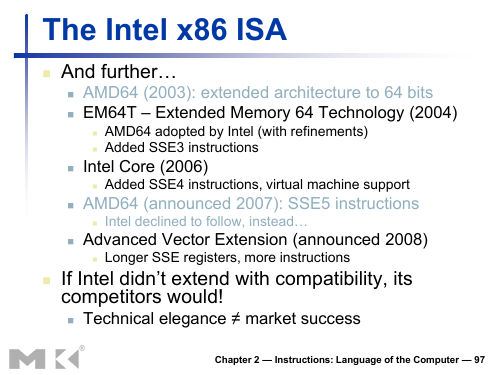 The Intel x86 ISA
And further…
AMD64 (2003): extended architecture to 64 bits
EM64T – Extended Memory 64 Technology (2004)
AMD64 adopted by Intel (with refinements)
Added SSE3 instructions
Intel Core (2006)
Added SSE4 instructions, virtual machine support
AMD64 (announced 2007): SSE5 instructions
Intel declined to follow, instead…
Advanced Vector Extension (announced 2008)
Longer SSE registers, more instructions
If Intel didn’t extend with compatibility, its
competitors would!
Technical elegance ≠ market success
MK®
Chapter 2 — Instructions: Language of the Computer — 97